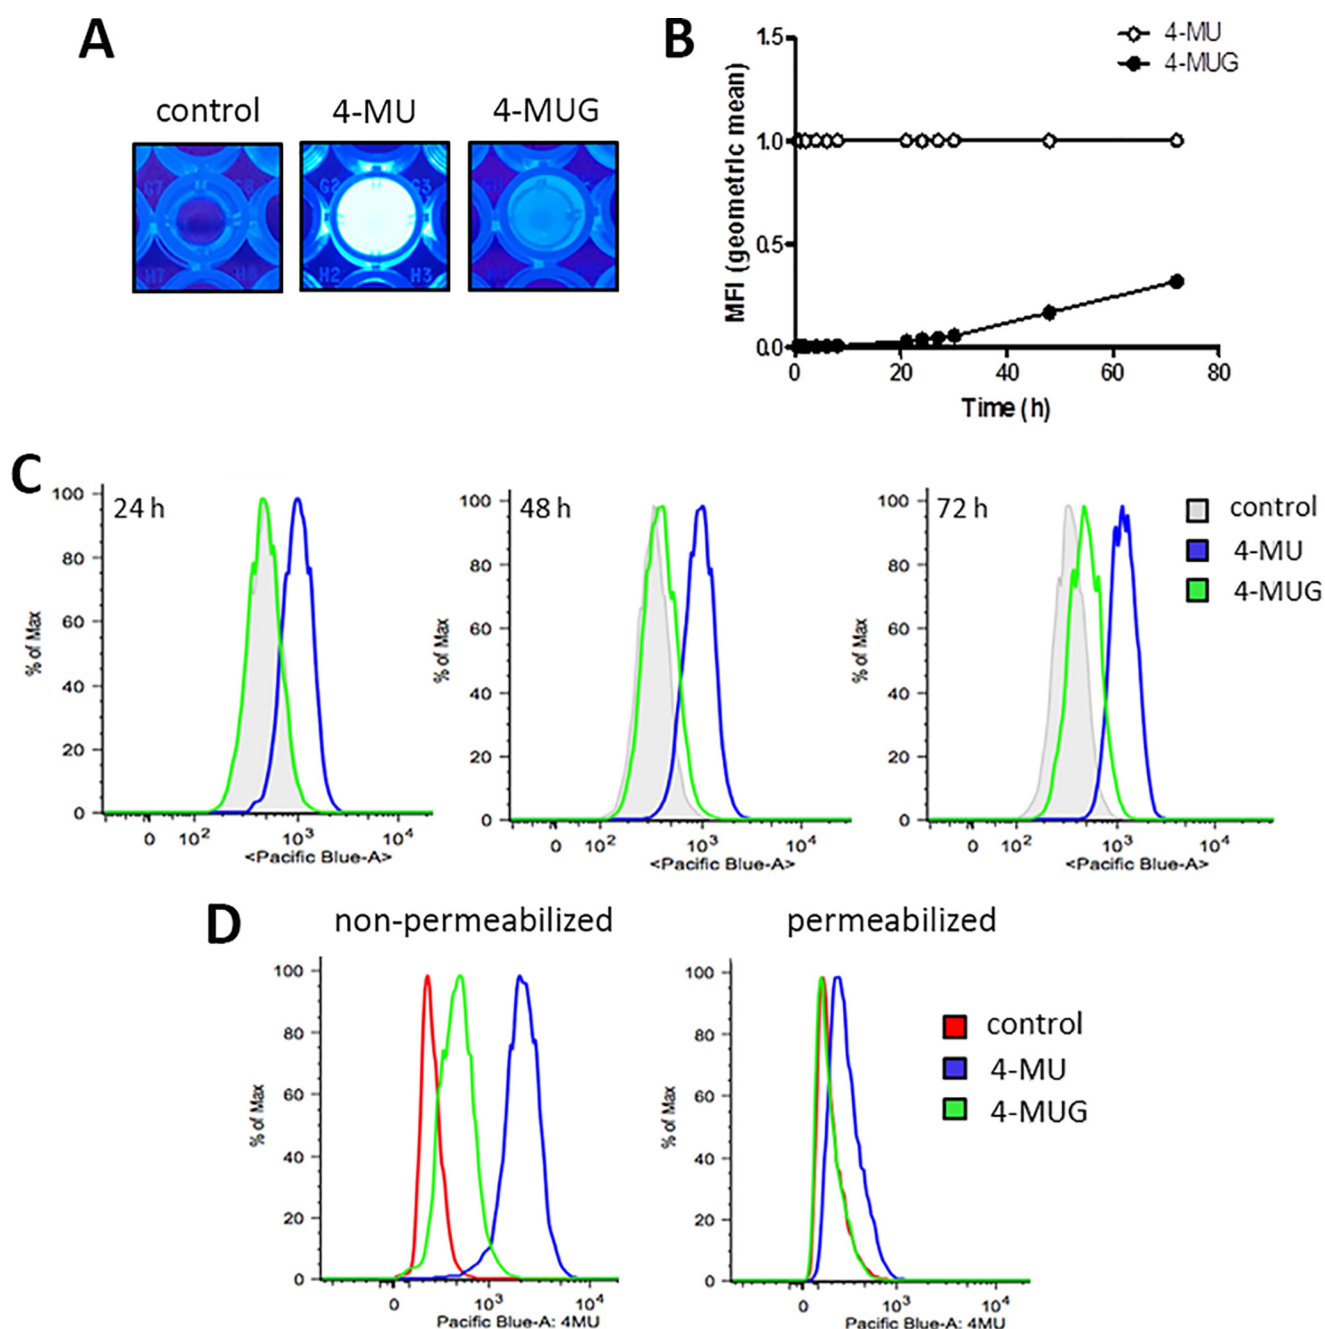 A
control 4-MU 4-MUG
G2 G3
H7 H2 H3
B
4-MU
4-MUG
MFI (geometric mean)
1.5
1.0
0.5
0.0
0 20 40 60 80
Time (h)
C
24 h
% of Max
100
80
60
40
20
0
0 10² 10³ 10⁴
<Pacific Blue-A>
48 h
% of Max
100
80
60
40
20
0
0 10² 10³ 10⁴
<Pacific Blue-A>
72 h
% of Max
100
80
60
40
20
0
0 10² 10³ 10⁴
<Pacific Blue-A>
control
4-MU
4-MUG
D
non-permeabilized
% of Max
100
80
60
40
20
0
0 10³ 10⁴
Pacific Blue-A: 4MU
permeabilized
% of Max
100
80
60
40
20
0
0 10³ 10⁴
Pacific Blue-A: 4MU
control
4-MU
4-MUG